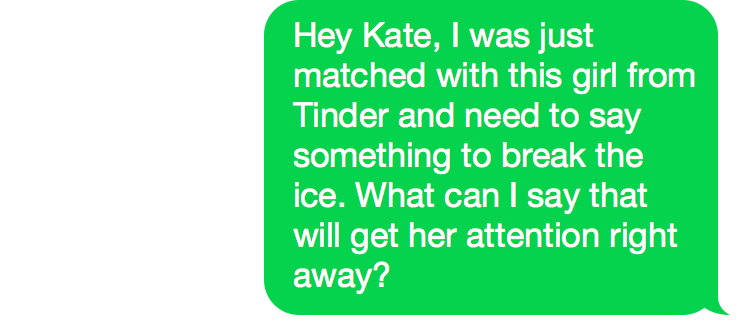 Hey Kate, I was just
matched with this girl from
Tinder and need to say
something to break the
ice. What can I say that
will get her attention right
away?